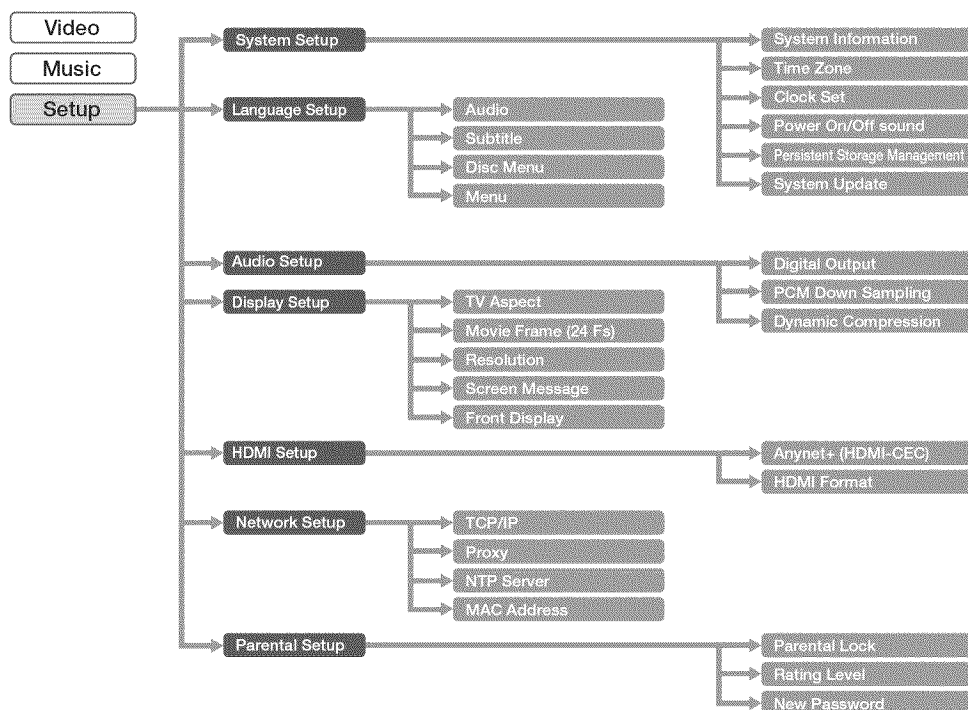 Video
Music
Setup
System Setup
System Information
Time Zone
Clock Set
Power On/Off sound
Persistent Storage Management
System Update
Language Setup
Audio
Subtitle
Disc Menu
Menu
Audio Setup
Digital Output
PCM Down Sampling
Dynamic Compression
Display Setup
TV Aspect
Movie Frame (24 Fs)
Resolution
Screen Message
Front Display
HDMI Setup
Anynet+ (HDMI-CEC)
HDMI Format
Network Setup
TCP/IP
Proxy
NTP Server
MAC Address
Parental Setup
Parental Lock
Rating Level
New Password